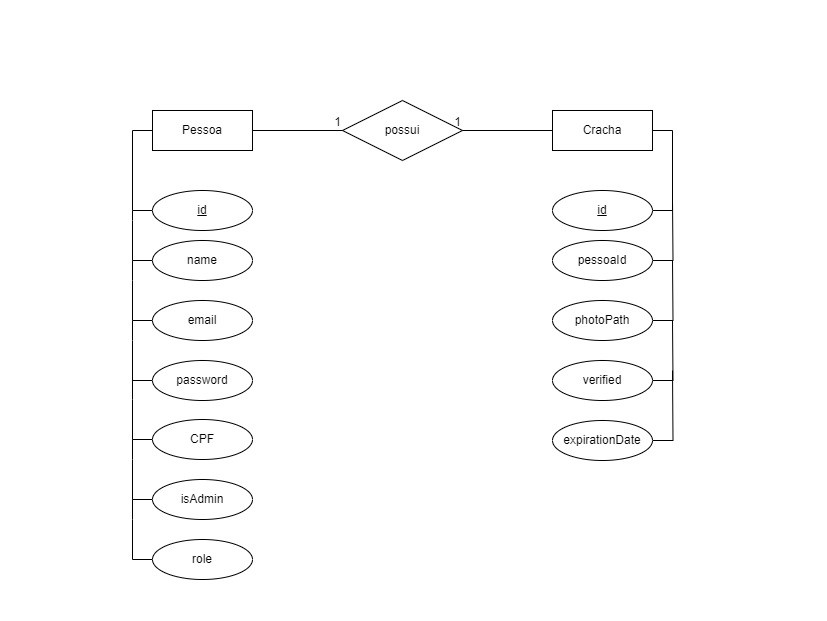 Pessoa
1
possui
1
Cracha
id
name
email
password
CPF
isAdmin
role
id
pessoaId
photoPath
verified
expirationDate